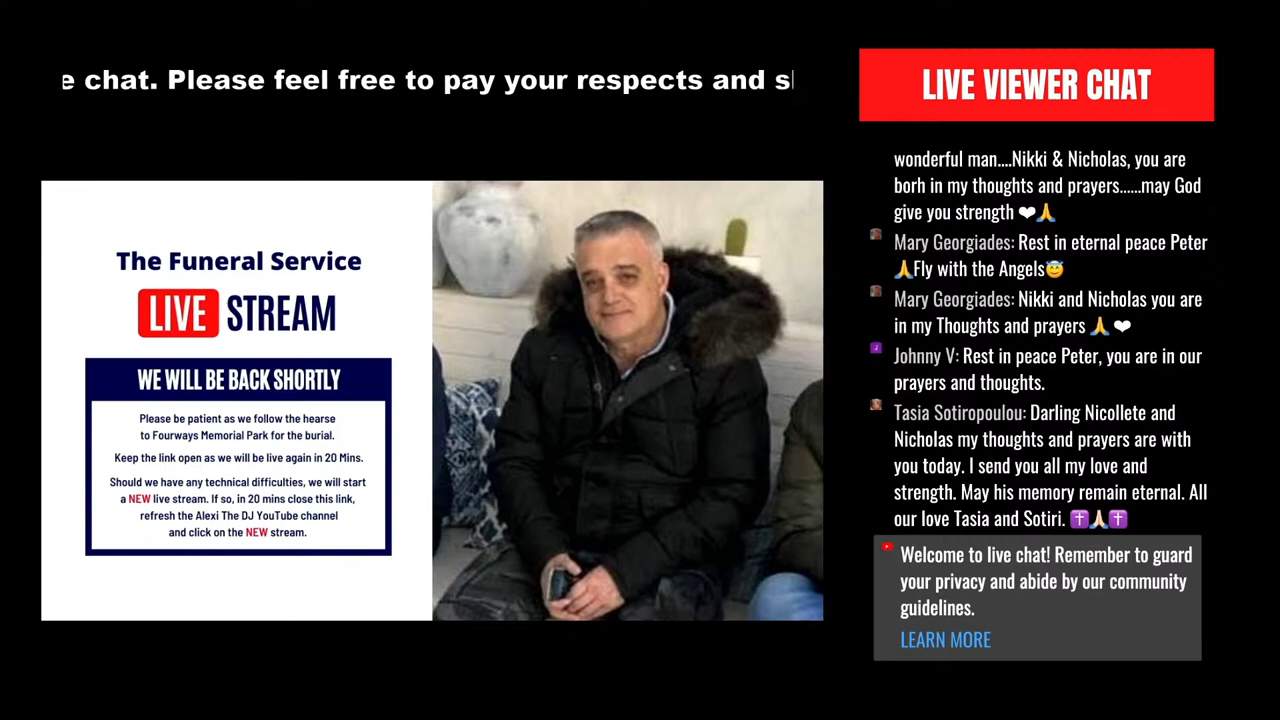 e chat. Please feel free to pay your respects and
The Funeral Service
LIVE STREAM
WE WILL BE BACK SHORTLY
Please be patient as we follow the hearse
to Fourways Memorial Park for the burial.
Keep the link open as we will be live again in 20 Mins.
Should we have any technical difficulties, we will start
a NEW live stream. If so, in 20 mins close this link,
refresh the Alexi The DJ YouTube channel
and click on the NEW stream.
LIVE VIEWER CHAT
wonderful man....Nikki & Nicholas, you are
borh in my thoughts and prayers......may God
give you strength ❤🙏
Mary Georgiades: Rest in eternal peace Peter
🙏Fly with the Angels😇
Mary Georgiades: Nikki and Nicholas you are
in my Thoughts and prayers 🙏 ❤
Johnny V: Rest in peace Peter, you are in our
prayers and thoughts.
Tasia Sotiropoulou: Darling Nicollete and
Nicholas my thoughts and prayers are with
you today. I send you all my love and
strength. May his memory remain eternal. All
our love Tasia and Sotiri. ✝️🙏🏻✝️
Welcome to live chat! Remember to guard
your privacy and abide by our community
guidelines.
LEARN MORE